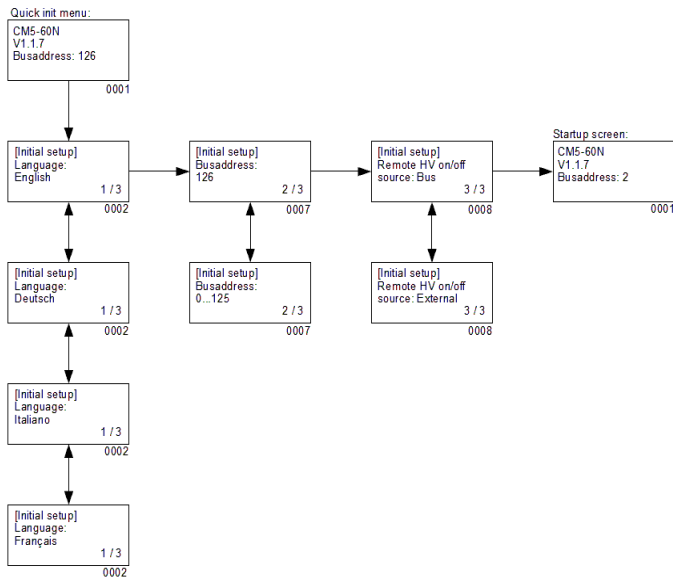 Quick init menu:
CM5-60N
V1.1.7
Busaddress: 126
0001
[Initial setup]
Language:
English
1 / 3
0002
[Initial setup]
Busaddress:
126
2 / 3
0007
[Initial setup]
Remote HV on/off
source: Bus
3 / 3
0008
Startup screen:
CM5-60N
V1.1.7
Busaddress: 2
0001
[Initial setup]
Language:
Deutsch
1 / 3
0002
[Initial setup]
Busaddress:
0...125
2 / 3
0007
[Initial setup]
Remote HV on/off
source: External
3 / 3
0008
[Initial setup]
Language:
Italiano
1 / 3
0002
[Initial setup]
Language:
Français
1 / 3
0002